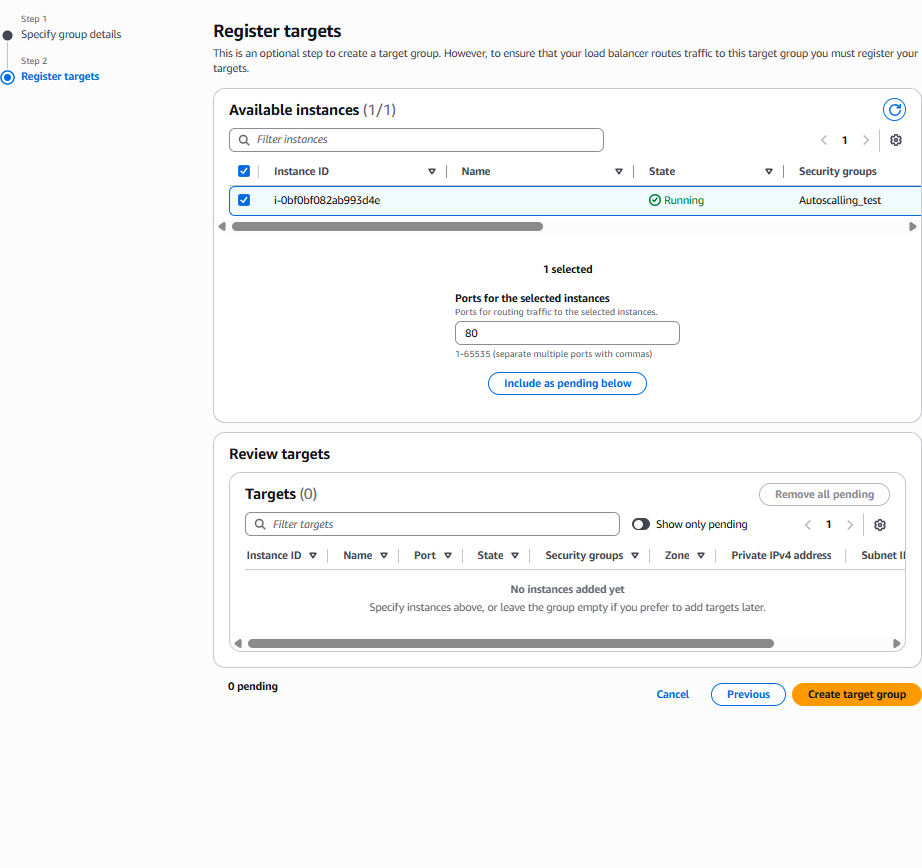 Step 1
Specify group details
Step 2
Register targets
Register targets
This is an optional step to create a target group. However, to ensure that your load balancer routes traffic to this target group you must register your
targets.
Available instances (1/1)
Filter instances
1
Instance ID
Name
State
Security groups
i-0bf0bf082ab993d4e
Running
Autoscalling_test
1 selected
Ports for the selected instances
Ports for routing traffic to the selected instances.
80
1-65535 (separate multiple ports with commas)
Include as pending below
Review targets
Targets (0)
Remove all pending
Filter targets
Show only pending
1
Instance ID
Name
Port
State
Security groups
Zone
Private IPv4 address
Subnet I
No instances added yet
Specify instances above, or leave the group empty if you prefer to add targets later.
0 pending
Cancel
Previous
Create target group